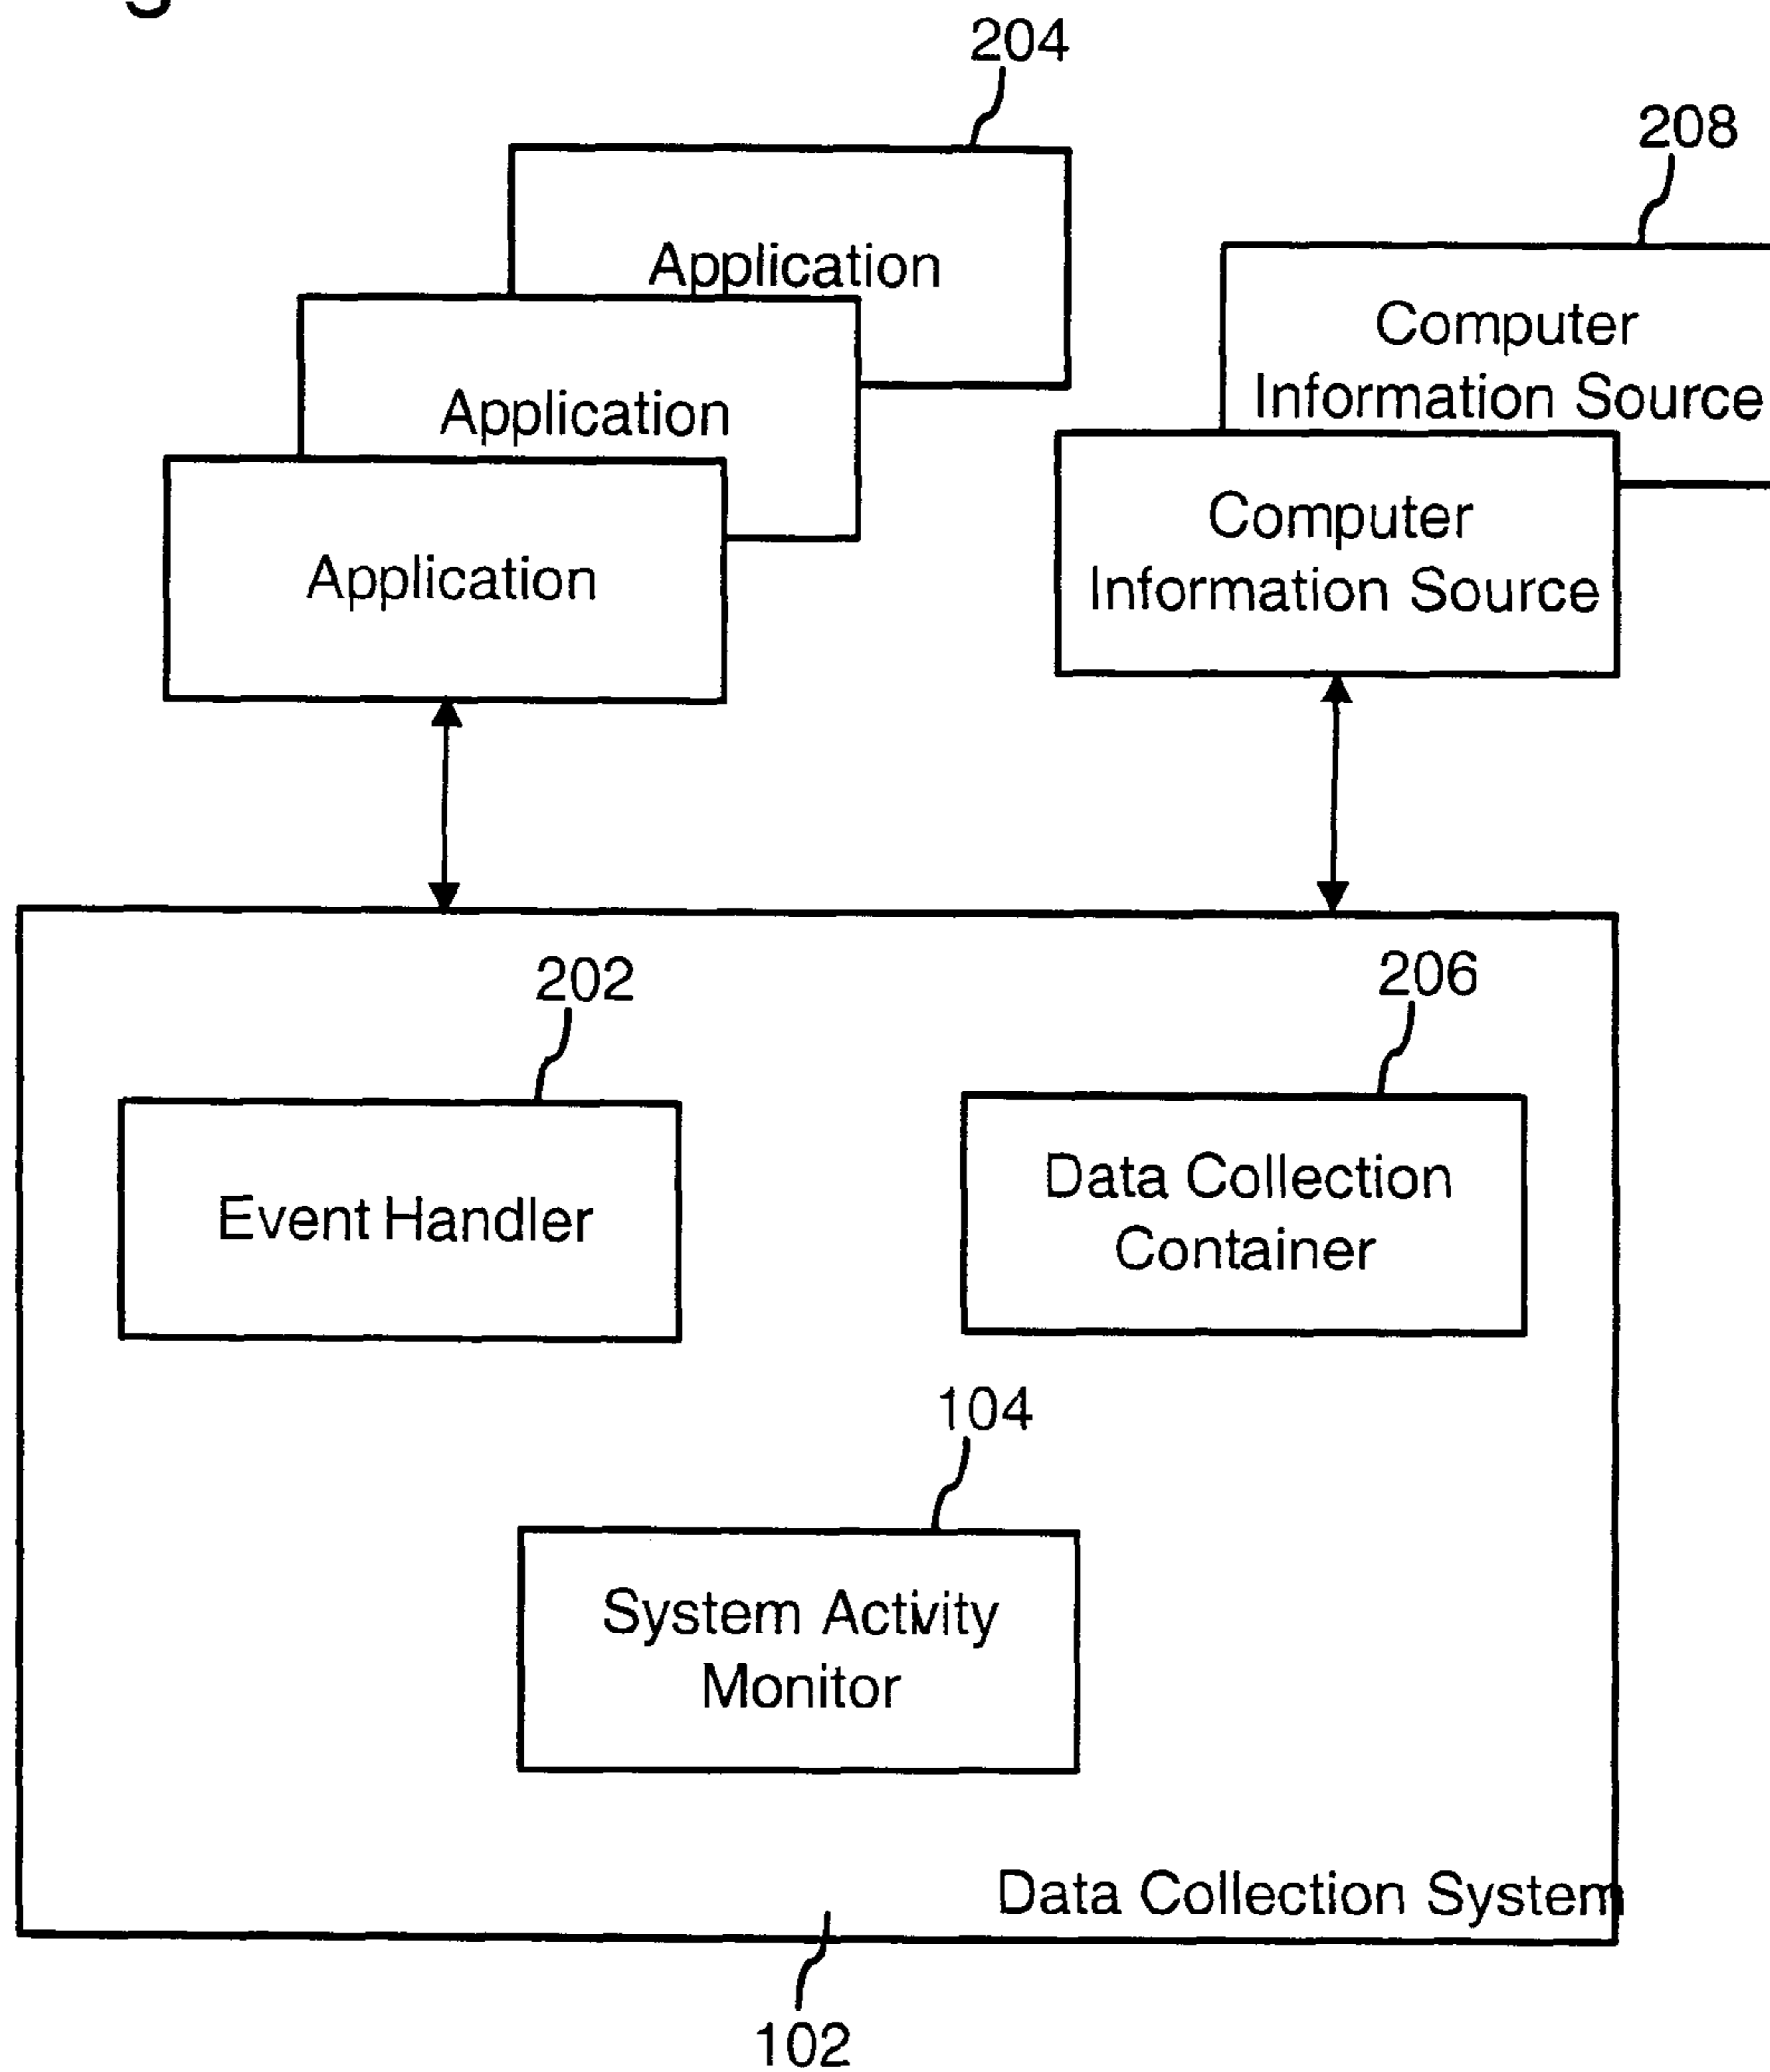 204
208
Application
Computer
Information Source
Application
Computer
Information Source
Application
202
206
Event Handler
Data Collection
Container
104
System Activity
Monitor
Data Collection System
102